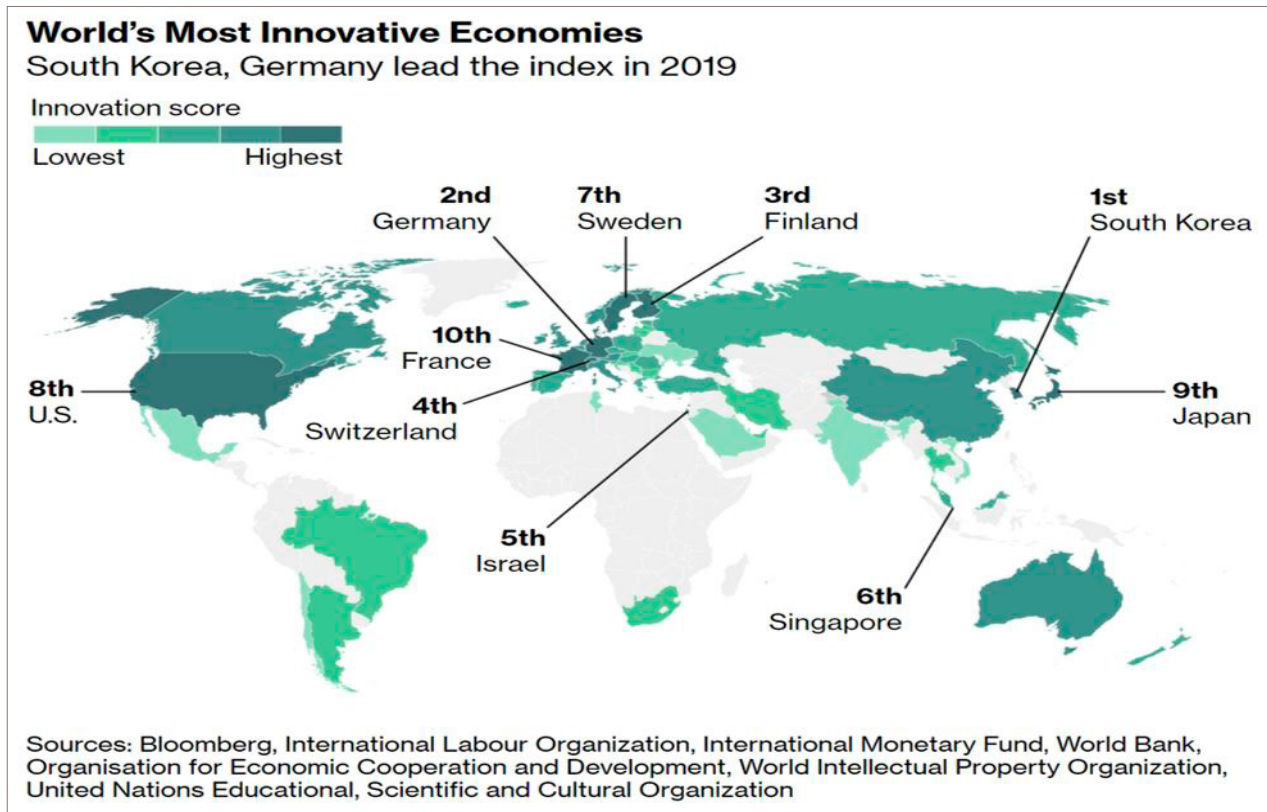 World's Most Innovative Economies
South Korea, Germany lead the index in 2019
Innovation score
Lowest
Highest
2nd
Germany
7th
Sweden
3rd
Finland
1st
South Korea
10th
France
8th
U.S.
4th
Switzerland
9th
Japan
5th
Israel
6th
Singapore
Sources: Bloomberg, International Labour Organization, International Monetary Fund, World Bank,
Organisation for Economic Cooperation and Development, World Intellectual Property Organization,
United Nations Educational, Scientific and Cultural Organization